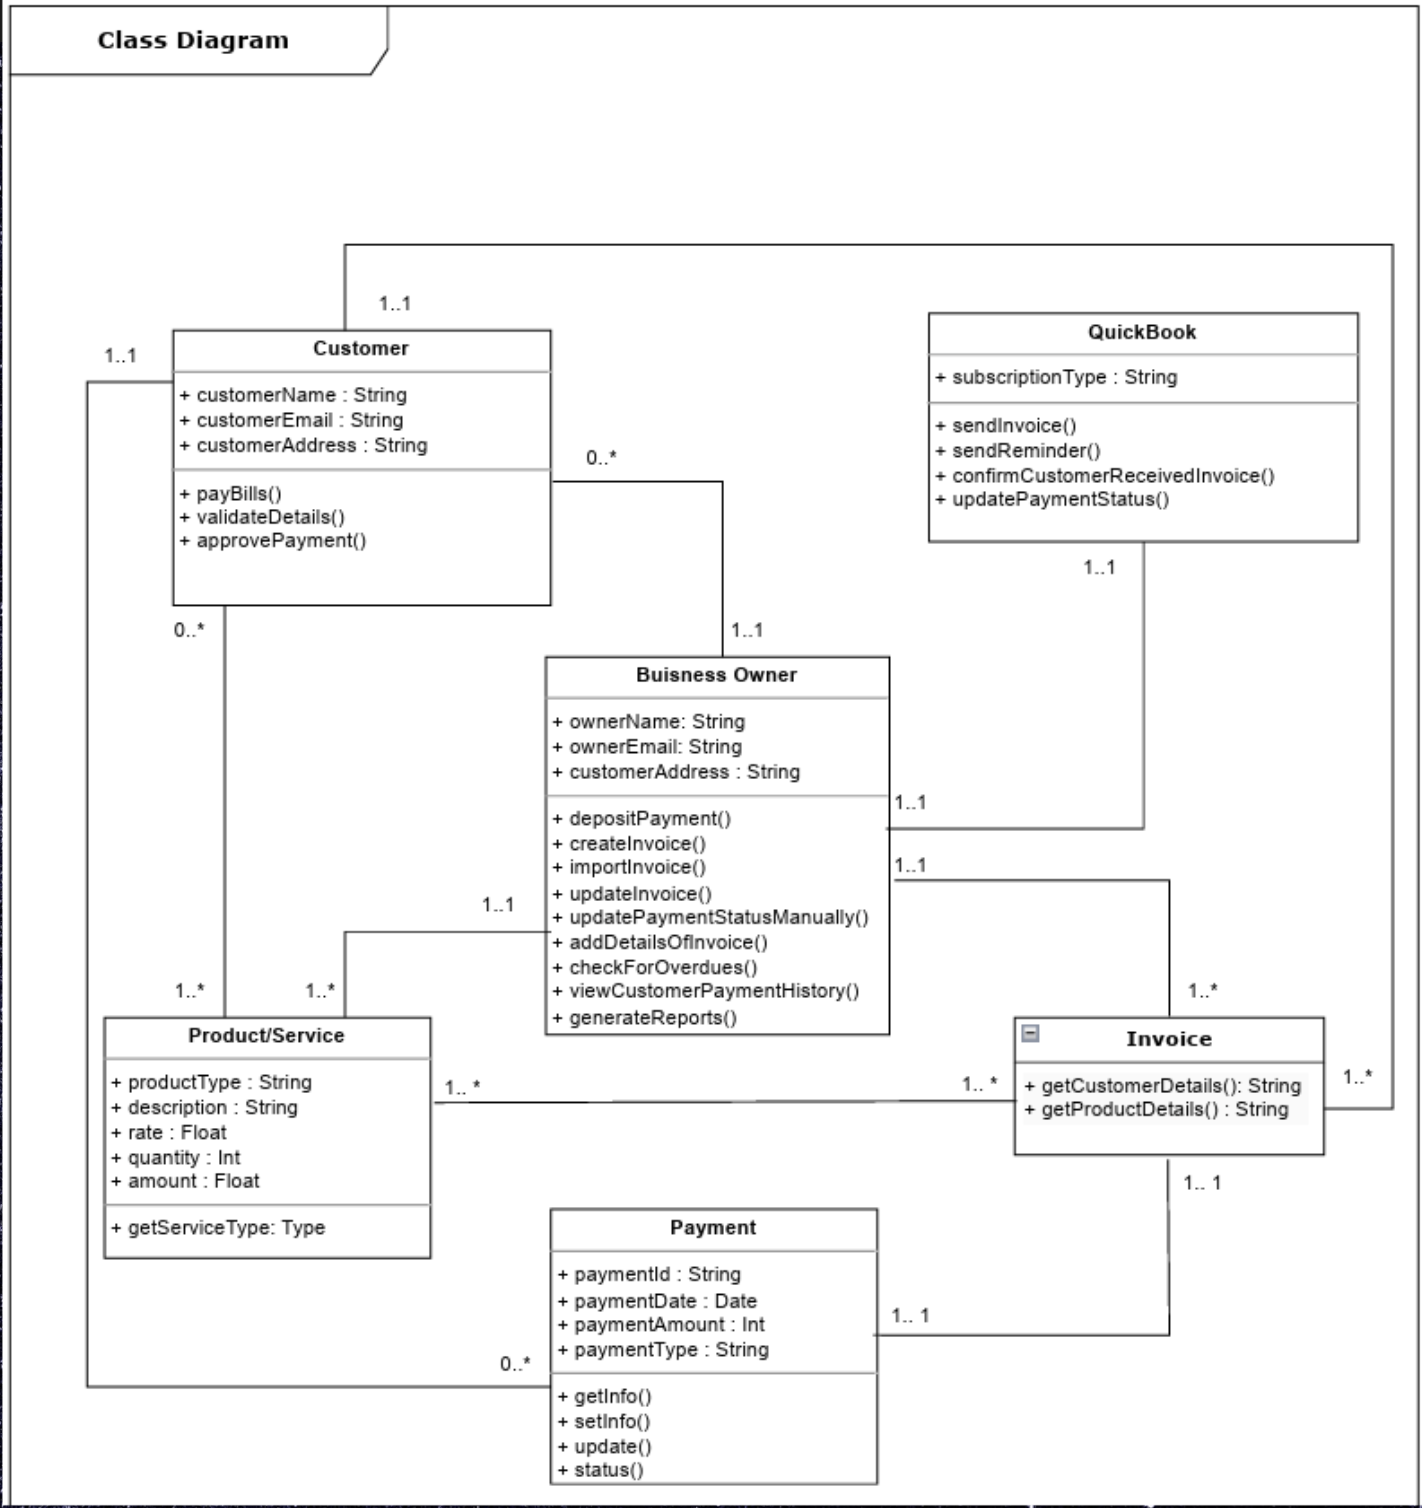 Class Diagram
1..1
1..1
Customer
+ customerName : String
+ customerEmail : String
+ customerAddress : String
+ payBills()
+ validateDetails()
+ approvePayment()
0..*
0..*
QuickBook
+ subscriptionType : String
+ sendInvoice()
+ sendReminder()
+ confirmCustomerReceivedInvoice()
+ updatePaymentStatus()
1..1
1..1
Buisness Owner
+ ownerName: String
+ ownerEmail: String
+ customerAddress : String
+ depositPayment()
+ createInvoice()
+ importInvoice()
+ updateInvoice()
+ updatePaymentStatusManually()
+ addDetailsOfInvoice()
+ checkForOverdues()
+ viewCustomerPaymentHistory()
+ generateReports()
1..1
1..1
1..1
1..*
1..*
1..*
Product/Service
+ productType : String
+ description : String
+ rate : Float
+ quantity : Int
+ amount : Float
+ getServiceType: Type
1.. *
1.. *
Invoice
+ getCustomerDetails(): String
+ getProductDetails() : String
1..*
1.. 1
Payment
+ paymentId : String
+ paymentDate : Date
+ paymentAmount : Int
+ paymentType : String
+ getInfo()
+ setInfo()
+ update()
+ status()
1.. 1
0..*